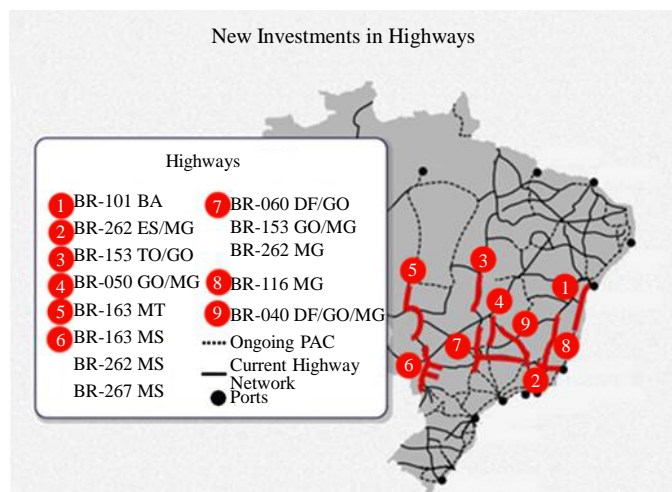 New Investments in Highways
Highways
1 BR-101 BA
2 BR-262 ES/MG
3 BR-153 TO/GO
4 BR-050 GO/MG
5 BR-163 MT
6 BR-163 MS
BR-262 MS
BR-267 MS
7 BR-060 DF/GO
BR-153 GO/MG
BR-262 MG
8 BR-116 MG
9 BR-040 DF/GO/MG
Ongoing PAC
Current Highway
Network
Ports
5
3
1
4
9
7
8
6
2